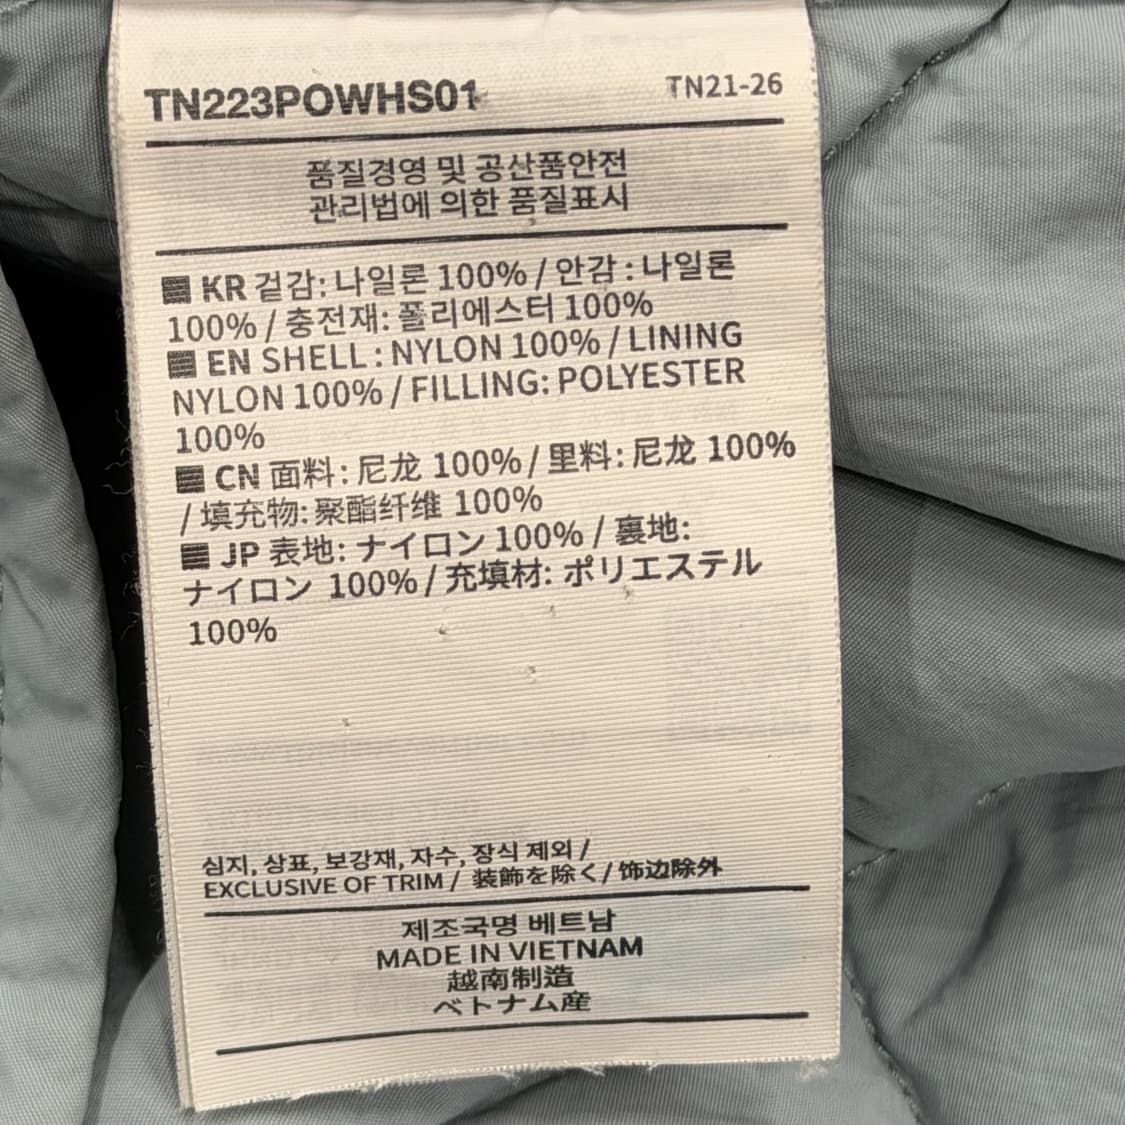 TN223POWHS01
TN21-26
품질경영 및 공산품안전
관리법에 의한 품질표시
KR 겉감: 나일론 100% / 안감 : 나일론
100% / 충전재: 폴리에스터 100%
EN SHELL : NYLON 100% / LINING
NYLON 100% / FILLING: POLYESTER
100%
CN 面料 : 尼龙 100% / 里料 : 尼龙 100%
/ 填充物: 聚酯纤维 100%
JP 表地: ナイロン 100% / 裏地:
ナイロン 100% / 充填材: ポリエステル
100%
심지, 상표, 보강재, 자수, 장식 제외 /
EXCLUSIVE OF TRIM / 装飾を除く/ 饰边除外
제조국명 베트남
MADE IN VIETNAM
越南制造
ベトナム産